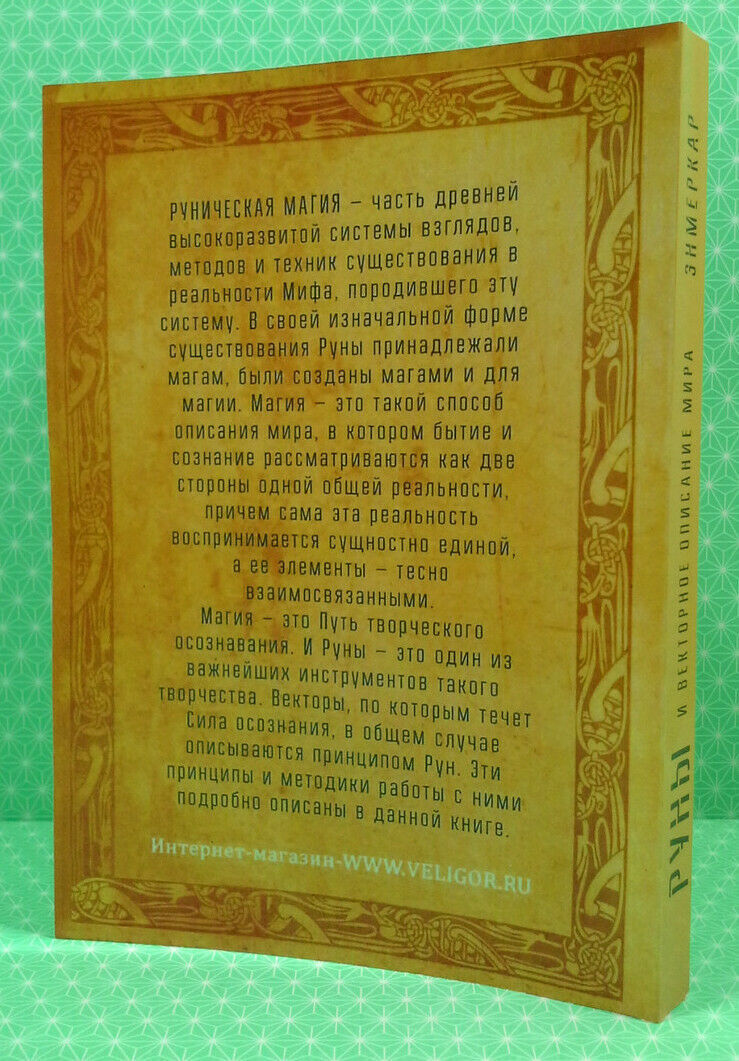 РУНИЧЕСКАЯ МАГИЯ – часть древней
высокоразвитой системы взглядов,
методов и техник существования в
реальности Мифа, породившего эту
систему. В своей изначальной форме
существования Руны принадлежали
магам, были созданы магами и для
магии. Магия – это такой способ
описания мира, в котором бытие и
сознание рассматриваются как две
стороны одной общей реальности,
причем сама эта реальность
воспринимается сущностно единой,
а ее элементы – тесно
взаимосвязанными.
Магия – это Путь творческого
осознавания. И Руны – это один из
важнейших инструментов такого
творчества. Векторы, по которым течет
Сила осознания, в общем случае
описываются принципом Рун. Эти
принципы и методики работы с ними
подробно описаны в данной книге.
Интернет-магазин-WWW.VELIGOR.RU
РУНЫ И ВЕКТОРНОЕ ОПИСАНИЕ МИРА ЭНМЕРКАР